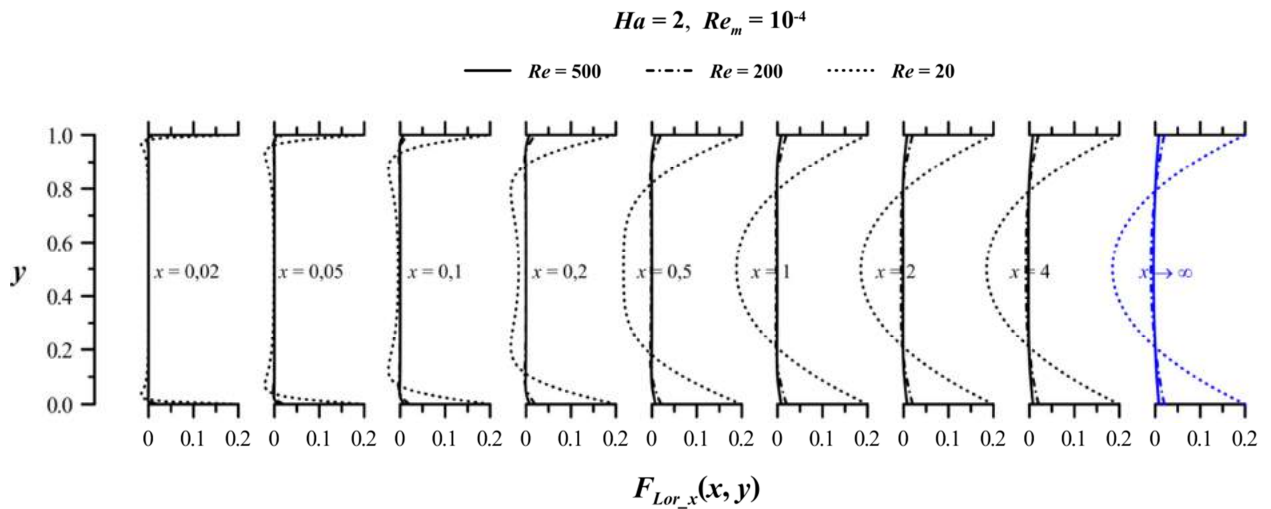 Ha = 2, Re_m = 10^-4
Re = 500 Re = 200 Re = 20
1.0
0.8
0.6
0.4
0.2
0.0
y
x = 0,02 x = 0,05 x = 0,1 x = 0,2 x = 0,5 x = 1 x = 2 x = 4 x → ∞
0 0.1 0.2 0 0.1 0.2 0 0.1 0.2 0 0.1 0.2 0 0.1 0.2 0 0.1 0.2 0 0.1 0.2 0 0.1 0.2 0 0.1 0.2
F_Lor_x(x, y)